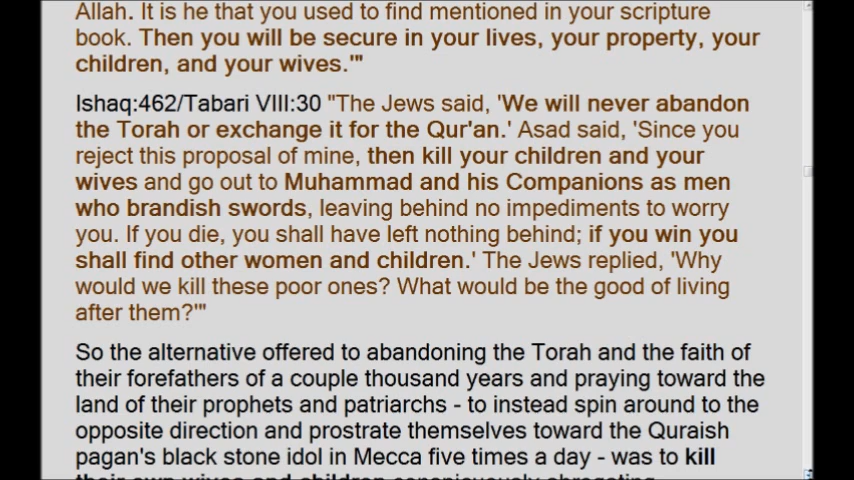 Allah. It is he that you used to find mentioned in your scripture
book. Then you will be secure in your lives, your property, your
children, and your wives.'"
Ishaq:462/Tabari VIII:30 "The Jews said, 'We will never abandon
the Torah or exchange it for the Qur'an.' Asad said, 'Since you
reject this proposal of mine, then kill your children and your
wives and go out to Muhammad and his Companions as men
who brandish swords, leaving behind no impediments to worry
you. If you die, you shall have left nothing behind; if you win you
shall find other women and children.' The Jews replied, 'Why
would we kill these poor ones? What would be the good of living
after them?'"
So the alternative offered to abandoning the Torah and the faith of
their forefathers of a couple thousand years and praying toward the
land of their prophets and patriarchs - to instead spin around to the
opposite direction and prostrate themselves toward the Quraish
pagan's black stone idol in Mecca five times a day - was to kill
their own wives and children conspicuously abrogating